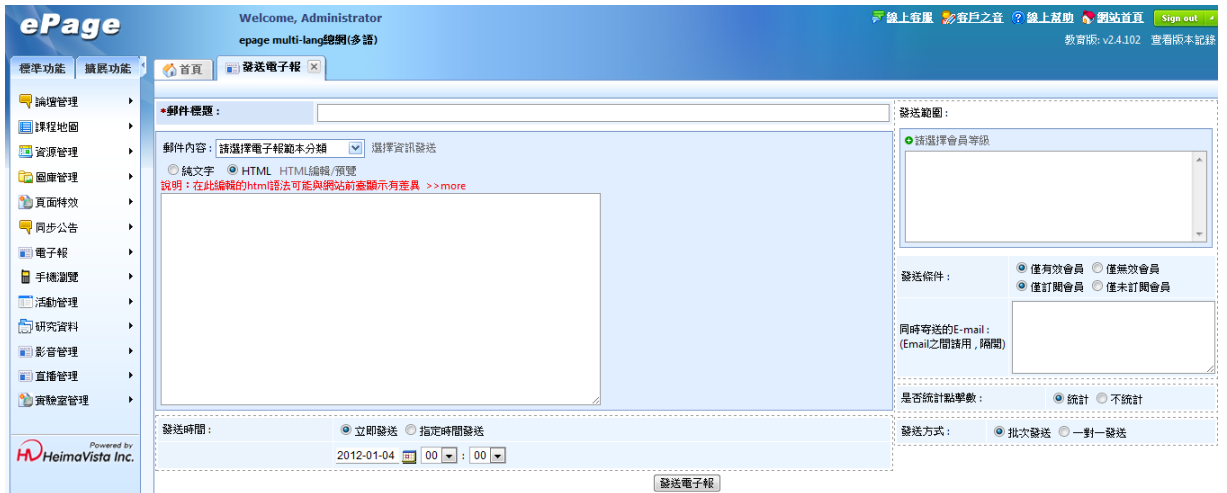 ePage
Welcome, Administrator
epage multi-lang總網(多語)
線上客服 客戶之音 線上幫助 網站首頁 Sign out
教育版: v2.4.102 查看版本記錄
標準功能 擴展功能
首頁 發送電子報
論壇管理
課程地圖
資源管理
圖庫管理
頁面特效
同步公告
電子報
手機瀏覽
活動管理
研究資料
影音管理
直播管理
實驗室管理
Powered by
HeimaVista Inc.
*郵件標題：
郵件內容：請選擇電子報範本分類 選擇資訊發送
純文字 HTML HTML編輯/預覽
說明：在此編輯的html語法可能與網站前臺顯示有差異 >>more
發送時間： 立即發送 指定時間發送
2012-01-04 00 : 00
發送範圍：
請選擇會員等級
發送條件： 僅有效會員 僅無效會員
僅訂閱會員 僅未訂閱會員
同時寄送的E-mail：
(Email之間請用 , 隔開)
是否統計點擊數： 統計 不統計
發送方式： 批次發送 一對一發送
發送電子報